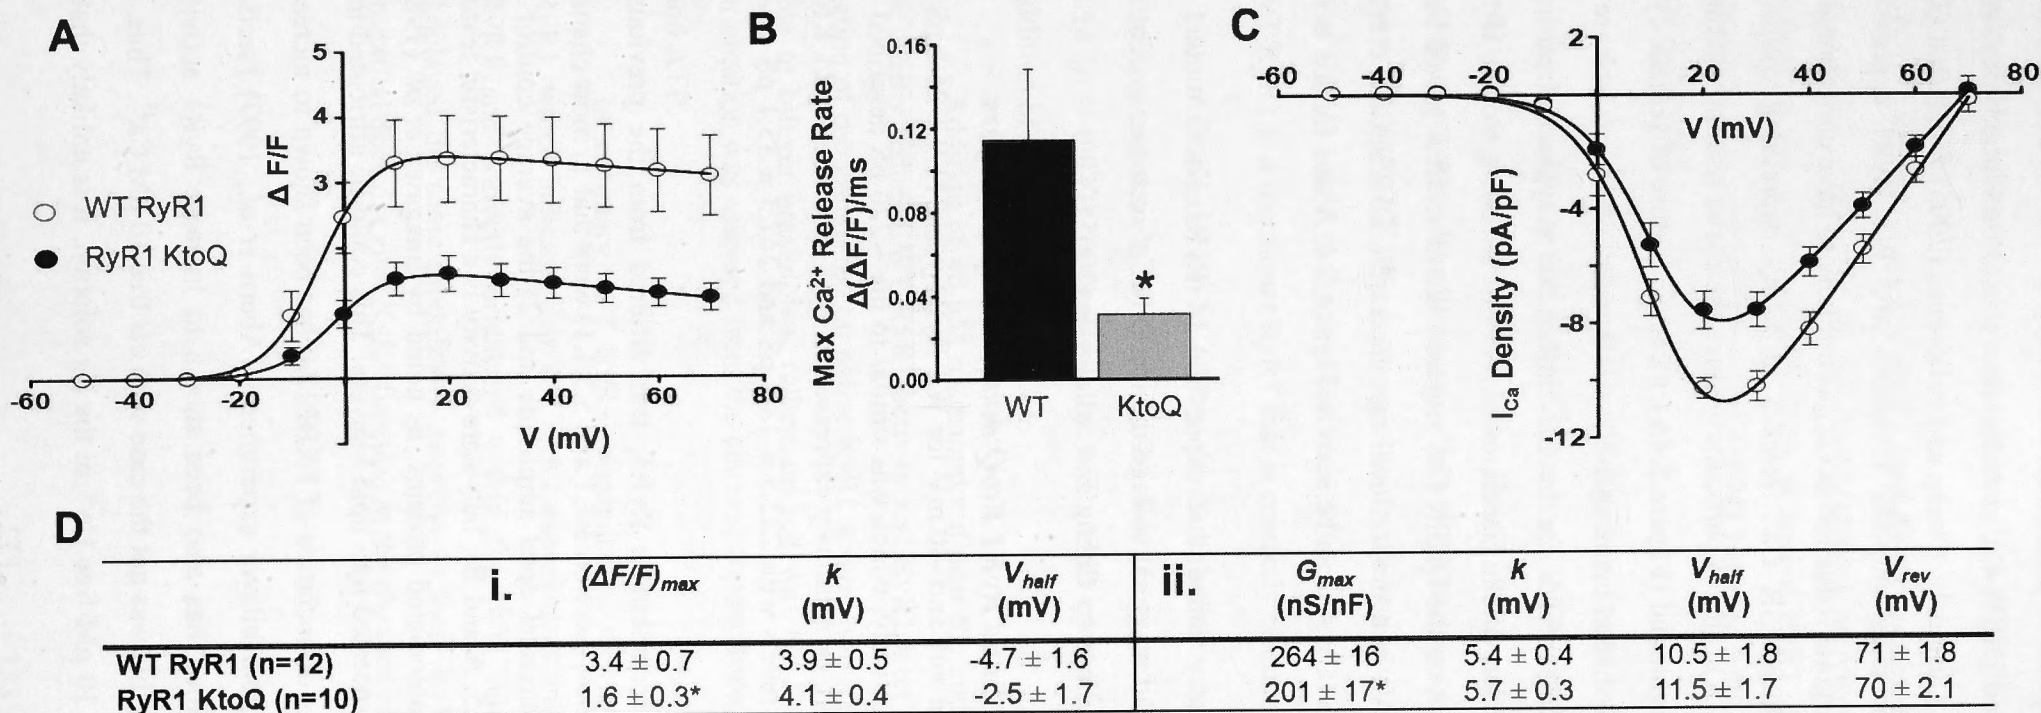 A
5
4
3
Δ F/F
WT RyR1
RyR1 KtoQ
-60 -40 -20 20 40 60 80
V (mV)
B
0.16
0.12
0.08
0.04
0.00
Max Ca²⁺ Release Rate
Δ(ΔF/F)/ms
*
WT KtoQ
C
2
-60 -40 -20 20 40 60 80
V (mV)
-4
-8
-12
I_Ca Density (pA/pF)
D
i. (ΔF/F)max k V_half ii. G_max k V_half V_rev
(mV) (mV) (nS/nF) (mV) (mV) (mV)
WT RyR1 (n=12) 3.4 ± 0.7 3.9 ± 0.5 -4.7 ± 1.6 264 ± 16 5.4 ± 0.4 10.5 ± 1.8 71 ± 1.8
RyR1 KtoQ (n=10) 1.6 ± 0.3* 4.1 ± 0.4 -2.5 ± 1.7 201 ± 17* 5.7 ± 0.3 11.5 ± 1.7 70 ± 2.1